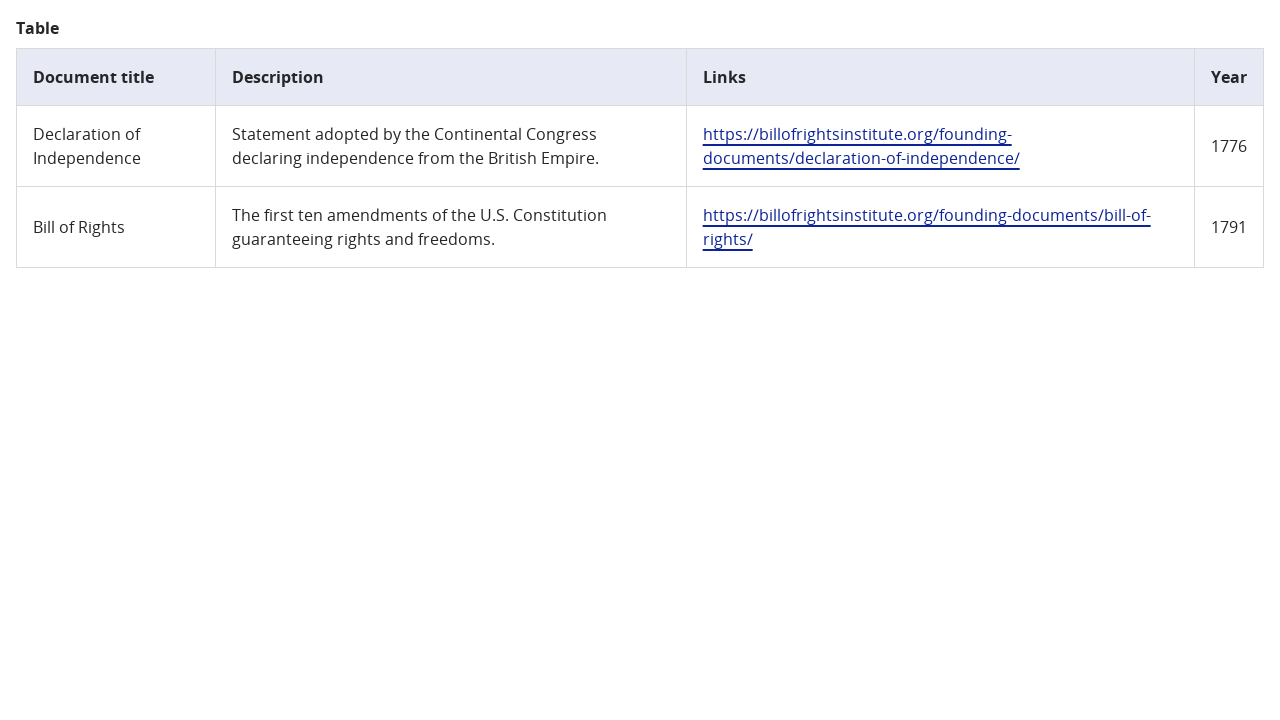 Table
Document title Description Links Year
Declaration of
Independence
Statement adopted by the Continental Congress
declaring independence from the British Empire.
https://billofrightsinstitute.org/founding-
documents/declaration-of-independence/
1776
Bill of Rights
The first ten amendments of the U.S. Constitution
guaranteeing rights and freedoms.
https://billofrightsinstitute.org/founding-documents/bill-of-
rights/
1791